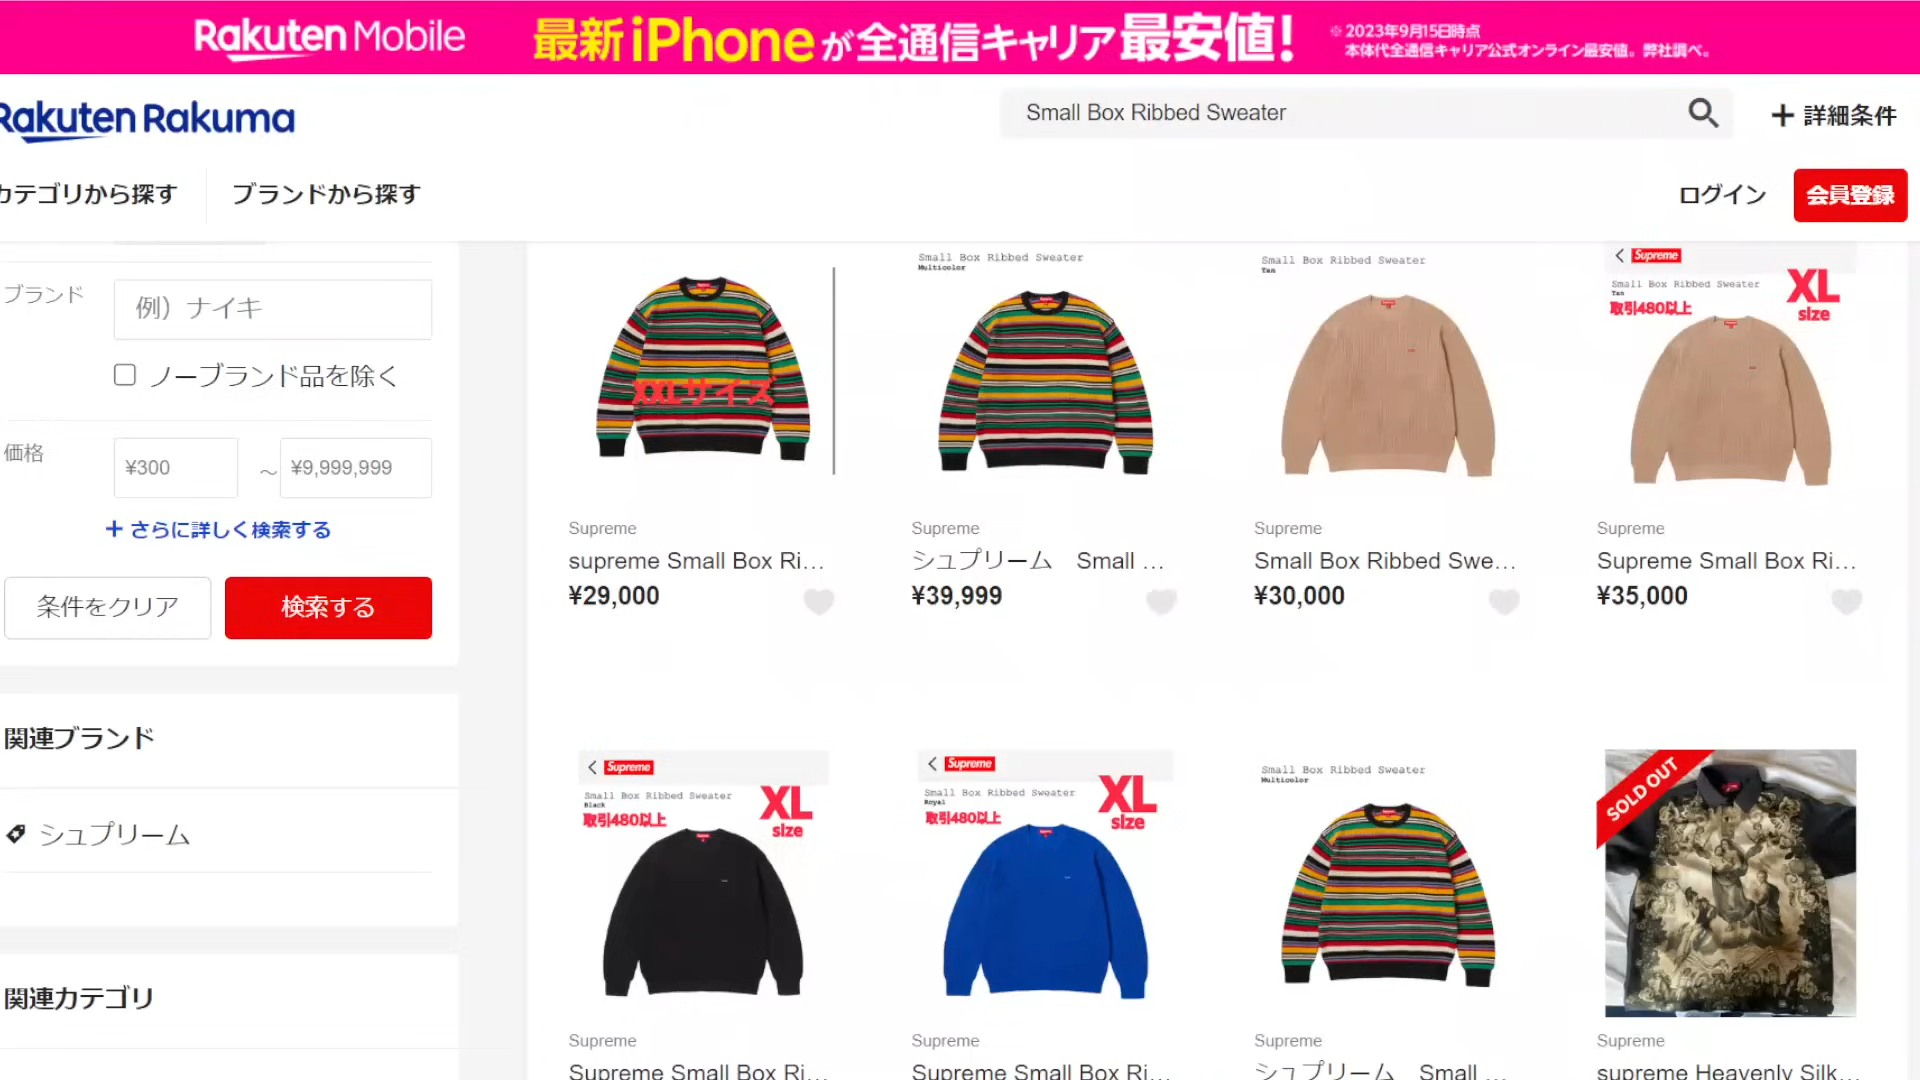 Rakuten Mobile 最新iPhoneが全通信キャリア最安値! ※2023年9月15日時点
本体代全通信キャリア公式オンライン最安値。弊社調べ。
Rakuten Rakuma
Small Box Ribbed Sweater
詳細条件
カテゴリから探す
ブランドから探す
ログイン
会員登録
ブランド
例）ナイキ
ノーブランド品を除く
価格
¥300
～
¥9,999,999
さらに詳しく検索する
条件をクリア
検索する
関連ブランド
シュプリーム
関連カテゴリ
XXLサイズ
Supreme
supreme Small Box Ri...
¥29,000
Small Box Ribbed Sweater
Multicolor
Supreme
シュプリーム　Small ...
¥39,999
Small Box Ribbed Sweater
Tan
Supreme
Small Box Ribbed Swe...
¥30,000
Supreme
Small Box Ribbed Sweater
Tan
取引480以上
XL
size
Supreme
Supreme Small Box Ri...
¥35,000
Supreme
Small Box Ribbed Sweater
Black
取引480以上
XL
size
Supreme
Supreme Small Box Ri...
Supreme
Small Box Ribbed Sweater
Royal
取引480以上
XL
size
Supreme
Supreme Small Box Ri...
Small Box Ribbed Sweater
Multicolor
Supreme
シュプリーム　Small ...
SOLD OUT
Supreme
supreme Heavenly Silk...